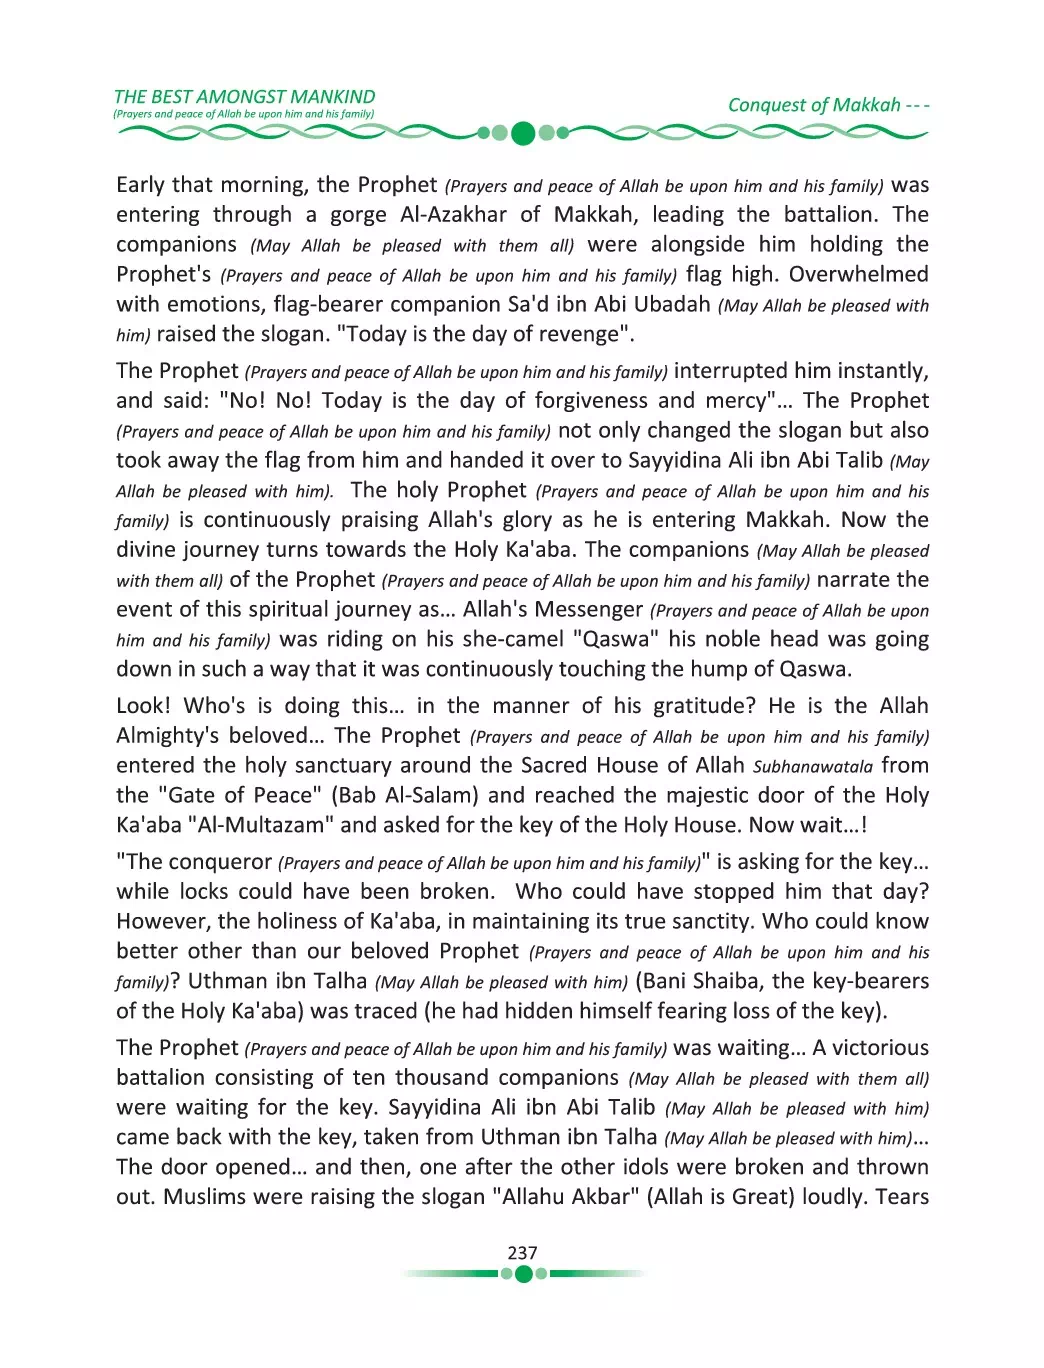 THE BEST AMONGST MANKIND
(Prayers and peace of Allah be upon him and his family)
Conquest of Makkah - - -
Early that morning, the Prophet (Prayers and peace of Allah be upon him and his family) was
entering through a gorge Al-Azakhar of Makkah, leading the battalion. The
companions (May Allah be pleased with them all) were alongside him holding the
Prophet's (Prayers and peace of Allah be upon him and his family) flag high. Overwhelmed
with emotions, flag-bearer companion Sa'd ibn Abi Ubadah (May Allah be pleased with
him) raised the slogan. "Today is the day of revenge".
The Prophet (Prayers and peace of Allah be upon him and his family) interrupted him instantly,
and said: "No! No! Today is the day of forgiveness and mercy"… The Prophet
(Prayers and peace of Allah be upon him and his family) not only changed the slogan but also
took away the flag from him and handed it over to Sayyidina Ali ibn Abi Talib (May
Allah be pleased with him). The holy Prophet (Prayers and peace of Allah be upon him and his
family) is continuously praising Allah's glory as he is entering Makkah. Now the
divine journey turns towards the Holy Ka'aba. The companions (May Allah be pleased
with them all) of the Prophet (Prayers and peace of Allah be upon him and his family) narrate the
event of this spiritual journey as… Allah's Messenger (Prayers and peace of Allah be upon
him and his family) was riding on his she-camel "Qaswa" his noble head was going
down in such a way that it was continuously touching the hump of Qaswa.
Look! Who's is doing this… in the manner of his gratitude? He is the Allah
Almighty's beloved… The Prophet (Prayers and peace of Allah be upon him and his family)
entered the holy sanctuary around the Sacred House of Allah Subhanawatala from
the "Gate of Peace" (Bab Al-Salam) and reached the majestic door of the Holy
Ka'aba "Al-Multazam" and asked for the key of the Holy House. Now wait…!
"The conqueror (Prayers and peace of Allah be upon him and his family)" is asking for the key…
while locks could have been broken. Who could have stopped him that day?
However, the holiness of Ka'aba, in maintaining its true sanctity. Who could know
better other than our beloved Prophet (Prayers and peace of Allah be upon him and his
family)? Uthman ibn Talha (May Allah be pleased with him) (Bani Shaiba, the key-bearers
of the Holy Ka'aba) was traced (he had hidden himself fearing loss of the key).
The Prophet (Prayers and peace of Allah be upon him and his family) was waiting… A victorious
battalion consisting of ten thousand companions (May Allah be pleased with them all)
were waiting for the key. Sayyidina Ali ibn Abi Talib (May Allah be pleased with him)
came back with the key, taken from Uthman ibn Talha (May Allah be pleased with him)…
The door opened… and then, one after the other idols were broken and thrown
out. Muslims were raising the slogan "Allahu Akbar" (Allah is Great) loudly. Tears
237